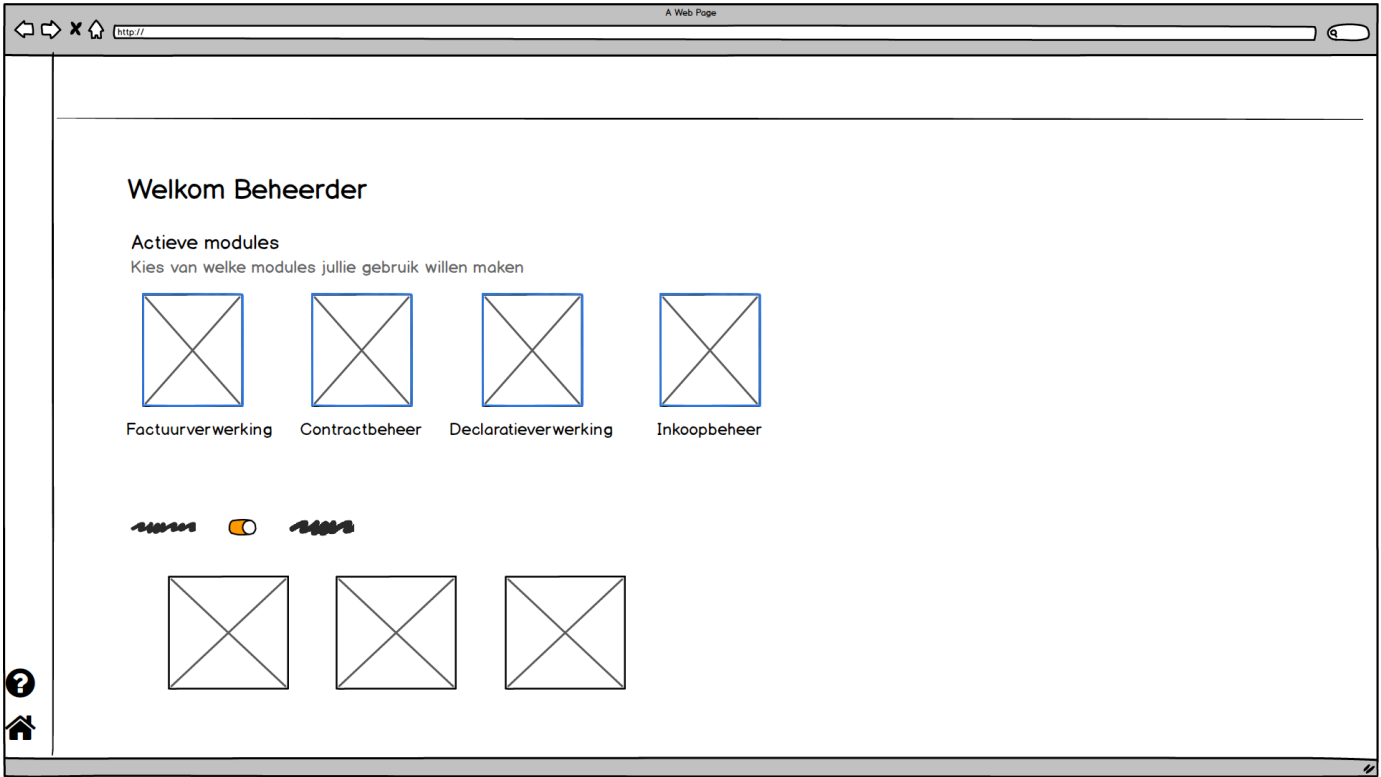 A Web Page
http://
Welkom Beheerder
Actieve modules
Kies van welke modules jullie gebruik willen maken
Factuurverwerking Contractbeheer Declaratieverwerking Inkoopbeheer
?